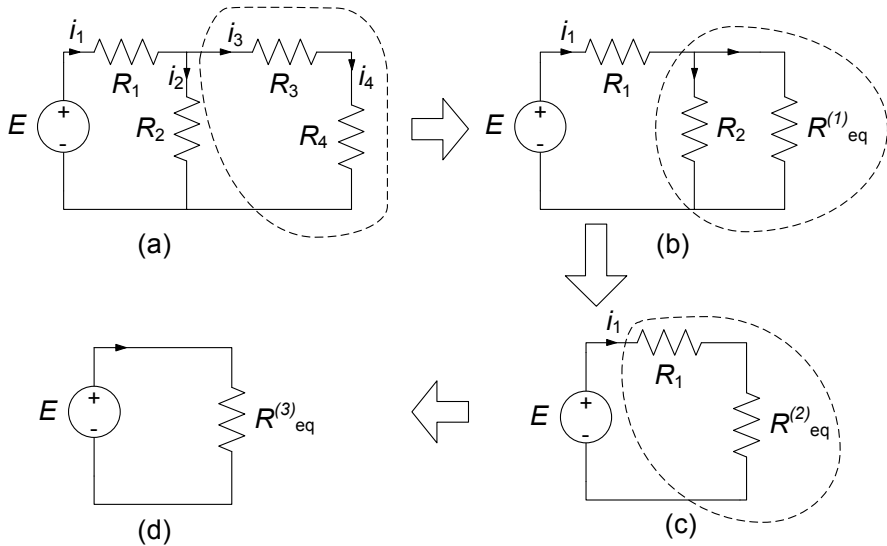 i1
i3
R1
i2
R3
i4
E
+
-
R2
R4
(a)
i1
R1
E
+
-
R2
R(1)eq
(b)
i1
R1
E
+
-
R(2)eq
(c)
E
+
-
R(3)eq
(d)